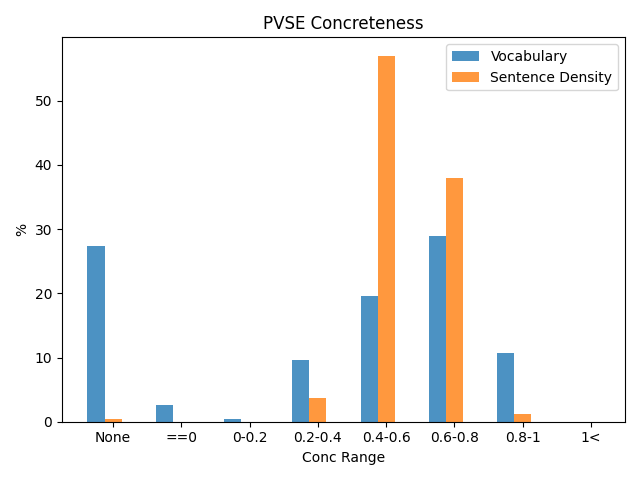 PVSE Concreteness
Vocabulary
Sentence Density
%
50
40
30
20
10
0
None ==0 0-0.2 0.2-0.4 0.4-0.6 0.6-0.8 0.8-1 1<
Conc Range